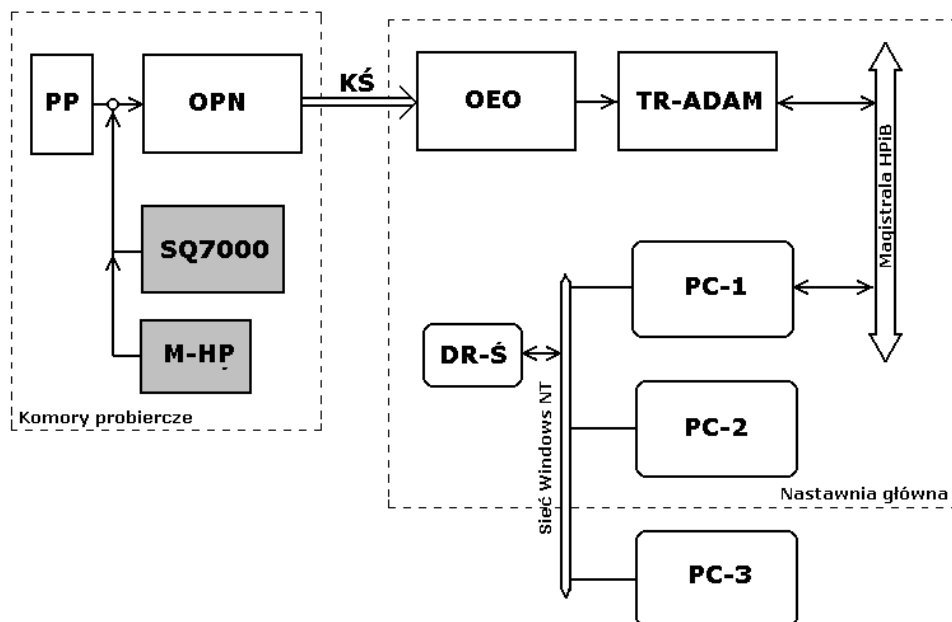 PP
OPN
KŚ
OEO
TR-ADAM
Magistrala HPiB
SQ7000
M-HP
Komory probiercze
PC-1
DR-Ś
Sieć Windows NT
PC-2
Nastawnia główna
PC-3